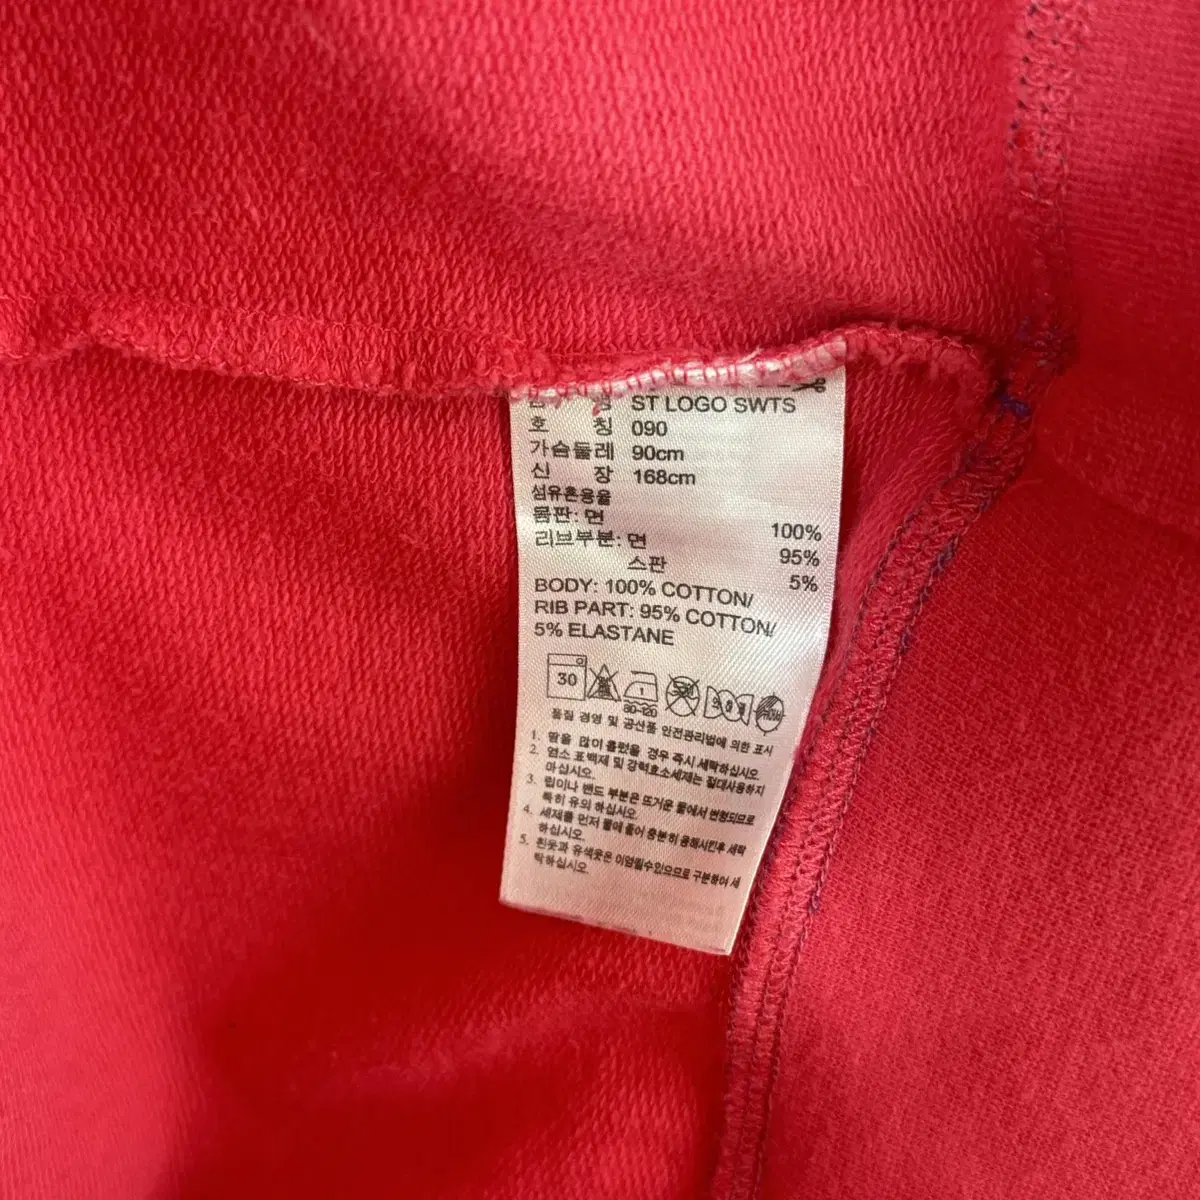 명 ST LOGO SWTS
호 칭 090
가슴둘레 90cm
신 장 168cm
섬유혼용율
몸판: 면 100%
리브부분: 면 95%
스판 5%
BODY: 100% COTTON/
RIB PART: 95% COTTON/
5% ELASTANE
30
80-120
품질 경영 및 공산품 안전관리법에 의한 표시
1. 땀을 많이 흘렸을 경우 즉시 세탁하십시오.
2. 염소 표백제 및 강력효소세제는 절대사용하지
마십시오.
3. 립이나 밴드 부분은 뜨거운 물에서 변형되므로
특히 유의 하십시오.
4. 세제를 먼저 물에 풀어 충분히 용해시킨후 세탁
하십시오.
5. 흰옷과 유색옷은 이염될수있으므로 구분하여 세
탁하십시오.